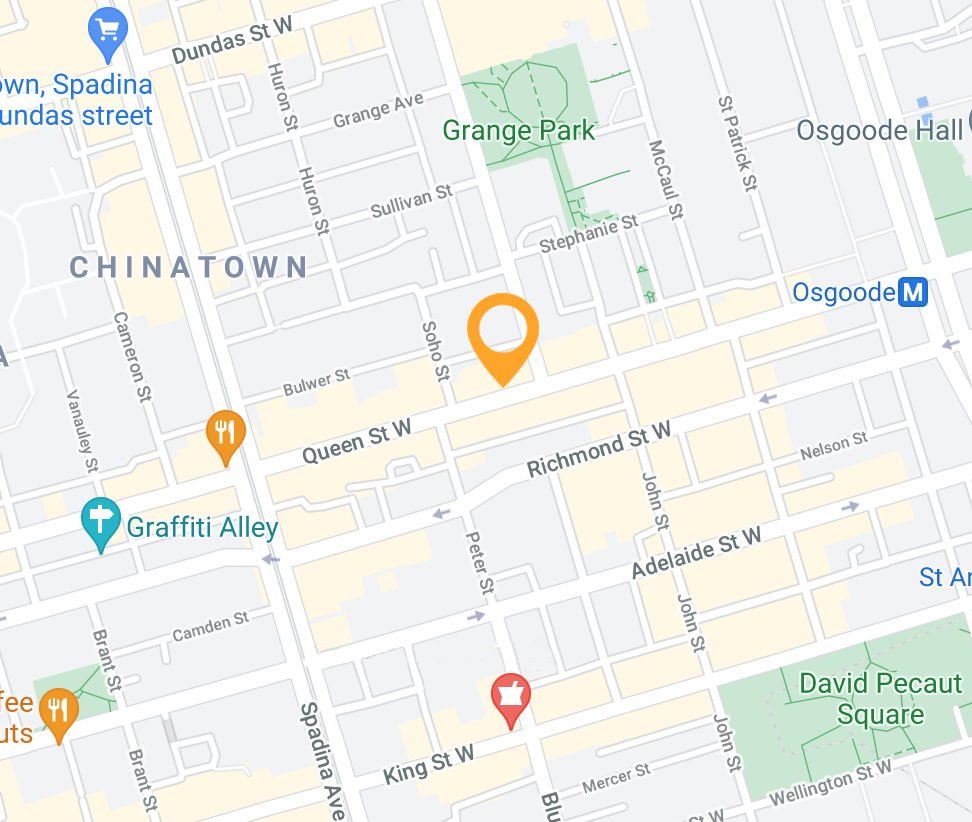 Dundas St W
own, Spadina
undas street
Huron St
Grange Ave
Grange Park
St Patrick St
Osgoode Hall
McCaul St
Huron St
Sullivan St
Stephanie St
CHINATOWN
Osgoode M
A
Cameron St
Soho St
Bulwer St
Vanauley St
Queen St W
Richmond St W
Nelson St
John St
Graffiti Alley
Adelaide St W
Peter St
St An
John St
Camden St
Brant St
David Pecaut
Square
fee
uts
Spadina Ave
John St
King St W
Brant St
Mercer St
Wellington St W
Blu
St W